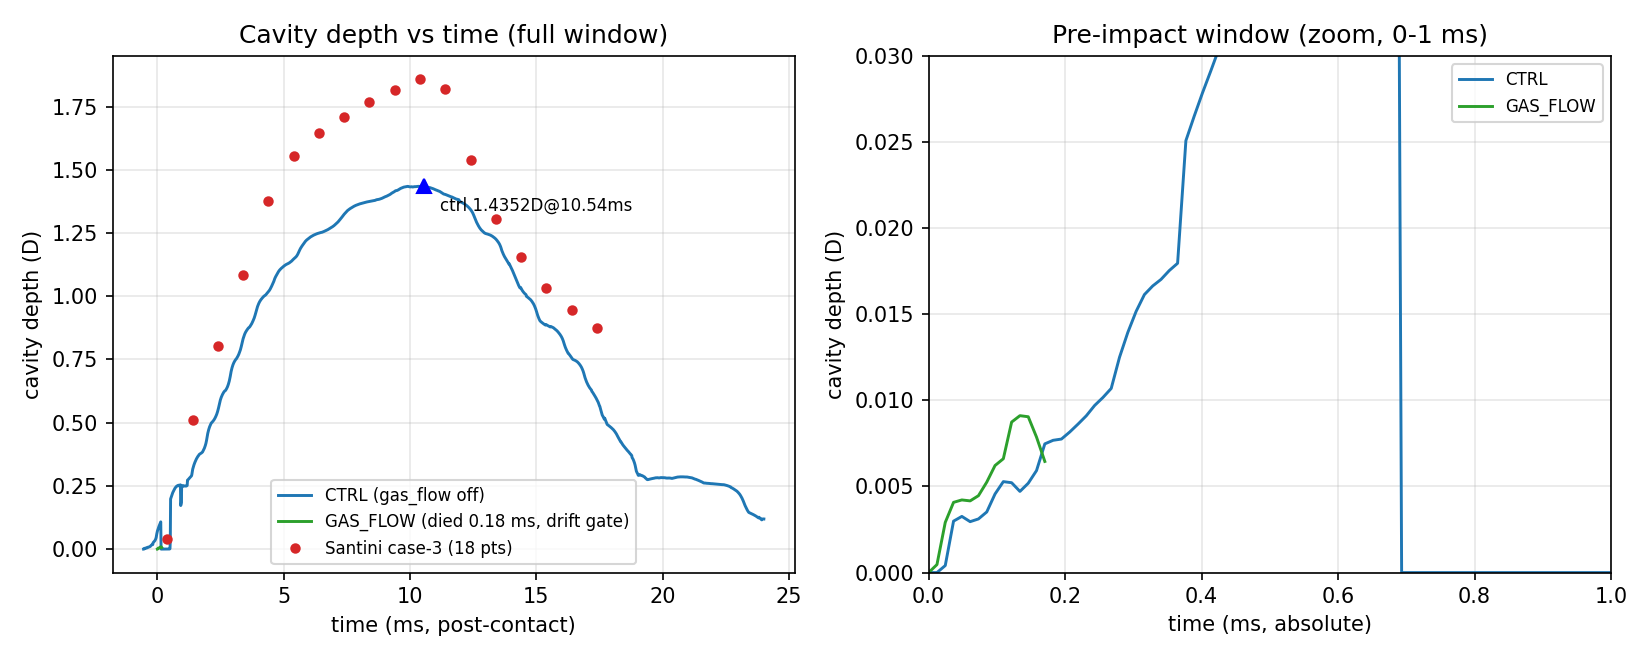 Cavity depth vs time (full window)
cavity depth (D)
1.75
1.50
1.25
1.00
0.75
0.50
0.25
0.00
ctrl 1.4352D@10.54ms
CTRL (gas_flow off)
GAS_FLOW (died 0.18 ms, drift gate)
Santini case-3 (18 pts)
0
5
10
15
20
25
time (ms, post-contact)
Pre-impact window (zoom, 0-1 ms)
cavity depth (D)
0.030
0.025
0.020
0.015
0.010
0.005
0.000
CTRL
GAS_FLOW
0.0
0.2
0.4
0.6
0.8
1.0
time (ms, absolute)